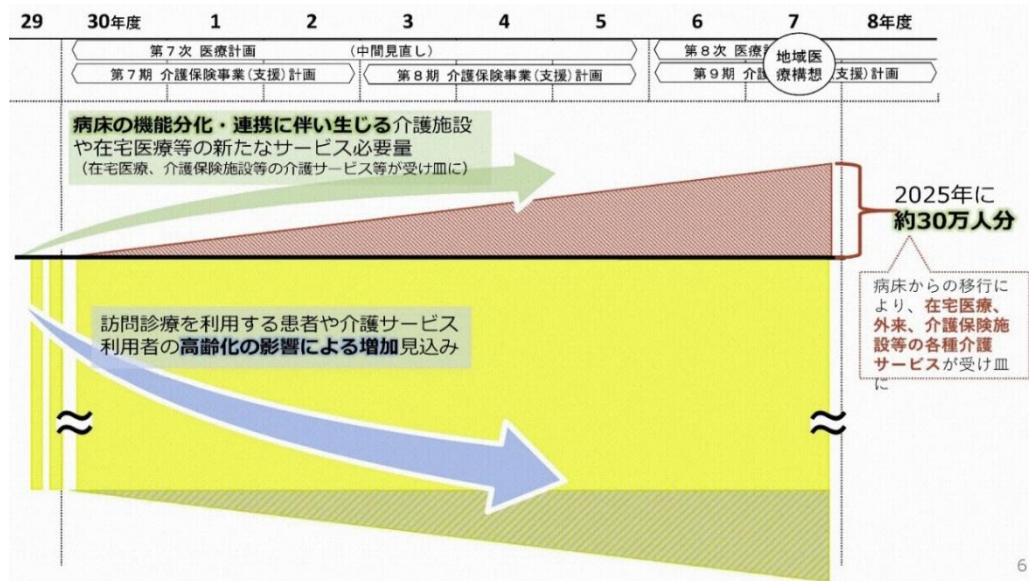 29 30年度 1 2 3 4 5 6 7 8年度
第7次 医療計画 (中間見直し) 第8次 医療
第7期 介護保険事業(支援)計画 第8期 介護保険事業(支援)計画 第9期 介護 支援)計画
地域医
療構想
病床の機能分化・連携に伴い生じる介護施設
や在宅医療等の新たなサービス必要量
(在宅医療、介護保険施設等の介護サービス等が受け皿に)
2025年に
約30万人分
病床からの移行に
より、在宅医療、
外来、介護保険施
設等の各種介護
サービスが受け皿
に
訪問診療を利用する患者や介護サービス
利用者の高齢化の影響による増加見込み
6